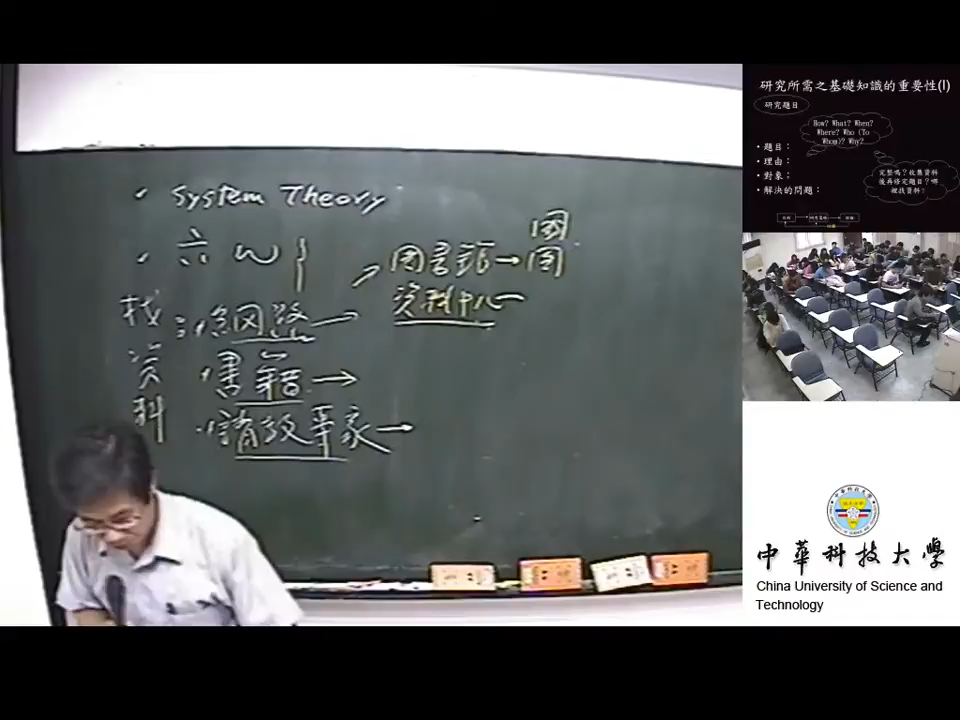 • System Theory
• 六 W
找資料
網路
書籍
請教專家
圖書館→國圖
資料中心
研究所需之基礎知識的重要性(I)
研究題目
How? What? When?
Where? Who (To
Whom)? Why?
• 題目：
• 理由：
• 對象：
• 解決的問題：
完整嗎？收集資料
後再修定題目？哪
裡找資料？
中華科技大學
China University of Science and
Technology